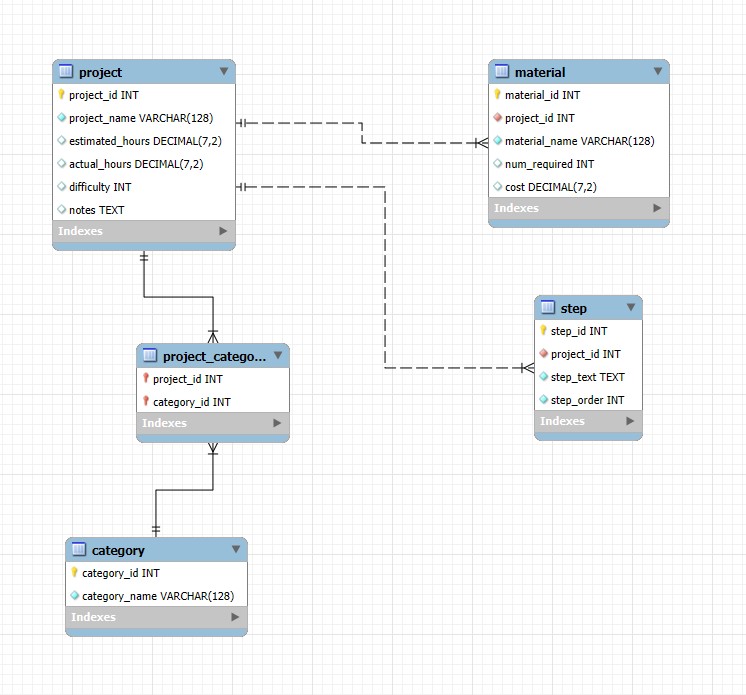 project
project_id INT
project_name VARCHAR(128)
estimated_hours DECIMAL(7,2)
actual_hours DECIMAL(7,2)
difficulty INT
notes TEXT
Indexes
material
material_id INT
project_id INT
material_name VARCHAR(128)
num_required INT
cost DECIMAL(7,2)
Indexes
step
step_id INT
project_id INT
step_text TEXT
step_order INT
Indexes
project_catego...
project_id INT
category_id INT
Indexes
category
category_id INT
category_name VARCHAR(128)
Indexes